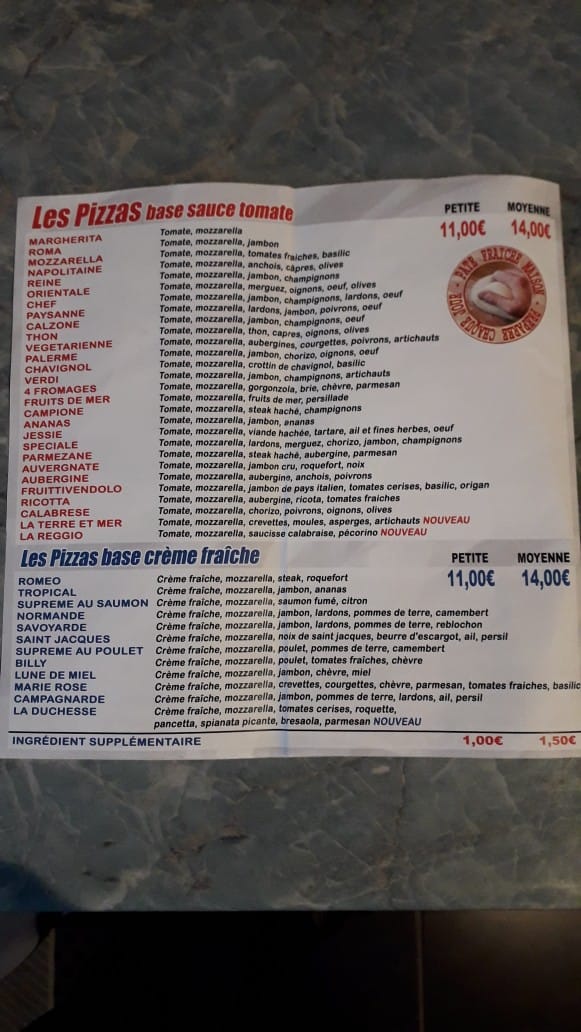 Les Pizzas base sauce tomate PETITE MOYENNE
11,00€ 14,00€
MARGHERITA Tomate, mozzarella
ROMA Tomate, mozzarella, jambon
MOZZARELLA Tomate, mozzarella, tomates fraiches, basilic
NAPOLITAINE Tomate, mozzarella, anchois, câpres, olives
REINE Tomate, mozzarella, jambon, champignons
ORIENTALE Tomate, mozzarella, merguez, oignons, oeuf, olives
CHEF Tomate, mozzarella, jambon, champignons, lardons, oeuf
PAYSANNE Tomate, mozzarella, lardons, jambon, poivrons, oeuf
CALZONE Tomate, mozzarella, jambon, champignons, oeuf
THON Tomate, mozzarella, thon, capres, oignons, olives
VEGETARIENNE Tomate, mozzarella, aubergines, courgettes, poivrons, artichauts
PALERME Tomate, mozzarella, jambon, chorizo, oignons, oeuf
CHAVIGNOL Tomate, mozzarella, crottin de chavignol, basilic
VERDI Tomate, mozzarella, jambon, champignons, artichauts
4 FROMAGES Tomate, mozzarella, gorgonzola, brie, chèvre, parmesan
FRUITS DE MER Tomate, mozzarella, fruits de mer, persillade
CAMPIONE Tomate, mozzarella, steak haché, champignons
ANANAS Tomate, mozzarella, jambon, ananas
JESSIE Tomate, mozzarella, viande hachée, tartare, ail et fines herbes, oeuf
SPECIALE Tomate, mozzarella, lardons, merguez, chorizo, jambon, champignons
PARMEZANE Tomate, mozzarella, steak haché, aubergine, parmesan
AUVERGNATE Tomate, mozzarella, jambon cru, roquefort, noix
AUBERGINE Tomate, mozzarella, aubergine, anchois, poivrons
FRUITTIVENDOLO Tomate, mozzarella, jambon de pays italien, tomates cerises, basilic, origan
RICOTTA Tomate, mozzarella, aubergine, ricota, tomates fraiches
CALABRESE Tomate, mozzarella, chorizo, poivrons, oignons, olives
LA TERRE ET MER Tomate, mozzarella, crevettes, moules, asperges, artichauts NOUVEAU
LA REGGIO Tomate, mozzarella, saucisse calabraise, pécorino NOUVEAU
PATE FRAICHE MAISON - PREPAREE CHAQUE JOUR -
Les Pizzas base crème fraîche PETITE MOYENNE
11,00€ 14,00€
ROMEO Crème fraîche, mozzarella, steak, roquefort
TROPICAL Crème fraîche, mozzarella, jambon, ananas
SUPREME AU SAUMON Crème fraîche, mozzarella, saumon fumé, citron
NORMANDE Crème fraîche, mozzarella, jambon, lardons, pommes de terre, camembert
SAVOYARDE Crème fraîche, mozzarella, jambon, lardons, pommes de terre, reblochon
SAINT JACQUES Crème fraîche, mozzarella, noix de saint jacques, beurre d'escargot, ail, persil
SUPREME AU POULET Crème fraîche, mozzarella, poulet, pommes de terre, camembert
BILLY Crème fraîche, mozzarella, poulet, tomates fraîches, chèvre
LUNE DE MIEL Crème fraîche, mozzarella, jambon, chèvre, miel
MARIE ROSE Crème fraîche, mozzarella, crevettes, courgettes, chèvre, parmesan, tomates fraiches, basilic
CAMPAGNARDE Crème fraîche, mozzarella, jambon, pommes de terre, lardons, ail, persil
LA DUCHESSE Crème fraîche, mozzarella, tomates cerises, roquette,
pancetta, spianata picante, bresaola, parmesan NOUVEAU
INGRÉDIENT SUPPLÉMENTAIRE 1,00€ 1,50€